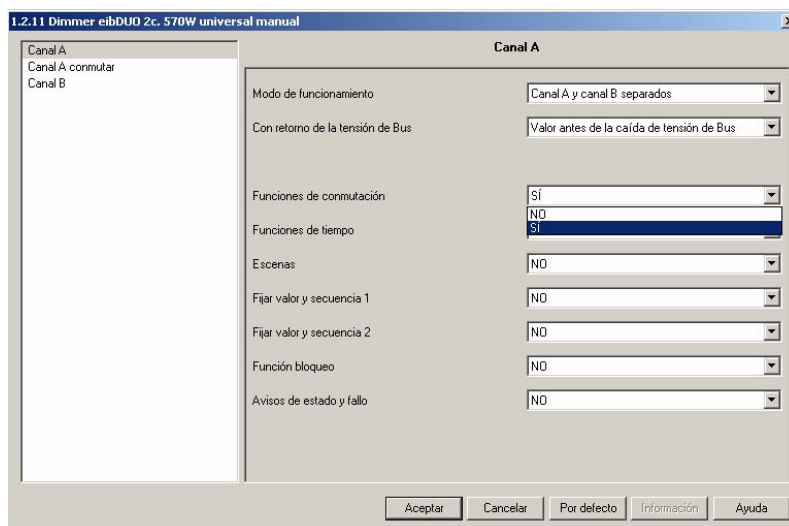 1.2.11 Dimmer eibDUO 2c. 570W universal manual
Canal A
Canal A conmutar
Canal B
Canal A
Modo de funcionamiento Canal A y canal B separados
Con retorno de la tensión de Bus Valor antes de la caída de tensión de Bus
Funciones de conmutación SÍ
NO
SÍ
Funciones de tiempo
Escenas NO
Fijar valor y secuencia 1 NO
Fijar valor y secuencia 2 NO
Función bloqueo NO
Avisos de estado y fallo NO
Aceptar Cancelar Por defecto Información Ayuda